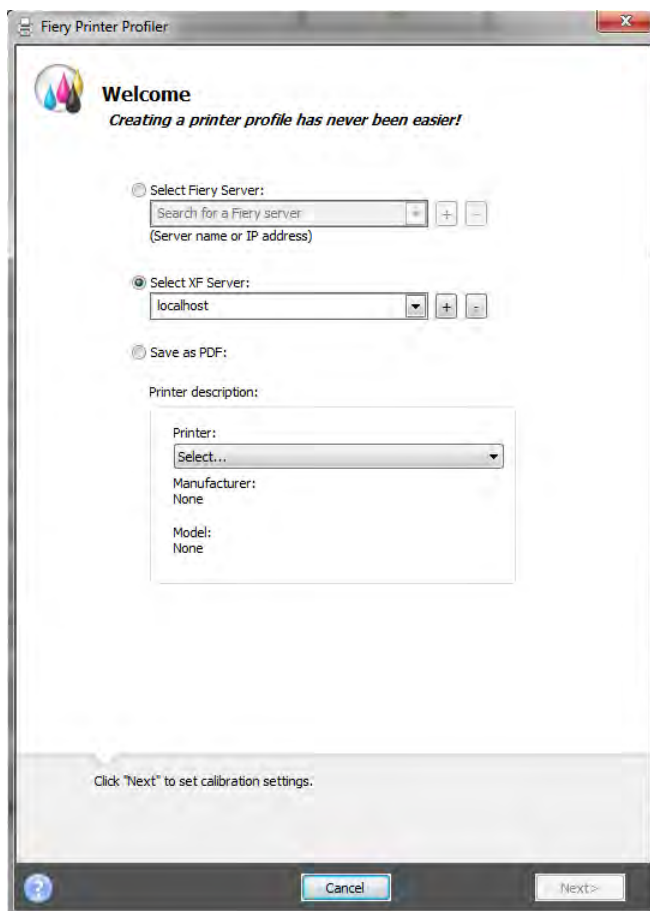 Fiery Printer Profiler
Welcome
Creating a printer profile has never been easier!
Select Fiery Server:
Search for a Fiery server
+ -
(Server name or IP address)
Select XF Server:
localhost
+ -
Save as PDF:
Printer description:
Printer:
Select...
Manufacturer:
None
Model:
None
Click "Next" to set calibration settings.
? Cancel Next>